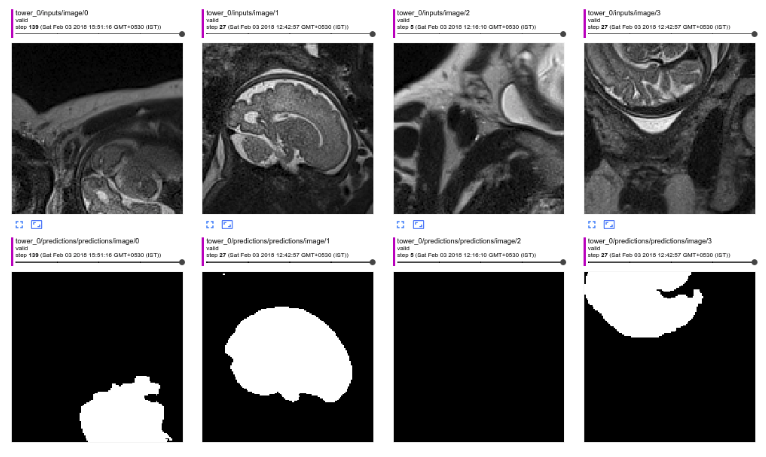 tower_0/inputs/image/0
valid
step 139 (Sat Feb 03 2018 15:51:16 GMT+0530 (IST))
tower_0/inputs/image/1
valid
step 27 (Sat Feb 03 2018 12:42:57 GMT+0530 (IST))
tower_0/inputs/image/2
valid
step 5 (Sat Feb 03 2018 12:16:10 GMT+0530 (IST))
tower_0/inputs/image/3
valid
step 27 (Sat Feb 03 2018 12:42:57 GMT+0530 (IST))
tower_0/predictions/predictions/image/0
valid
step 139 (Sat Feb 03 2018 15:51:16 GMT+0530 (IST))
tower_0/predictions/predictions/image/1
valid
step 27 (Sat Feb 03 2018 12:42:57 GMT+0530 (IST))
tower_0/predictions/predictions/image/2
valid
step 5 (Sat Feb 03 2018 12:16:10 GMT+0530 (IST))
tower_0/predictions/predictions/image/3
valid
step 27 (Sat Feb 03 2018 12:42:57 GMT+0530 (IST))